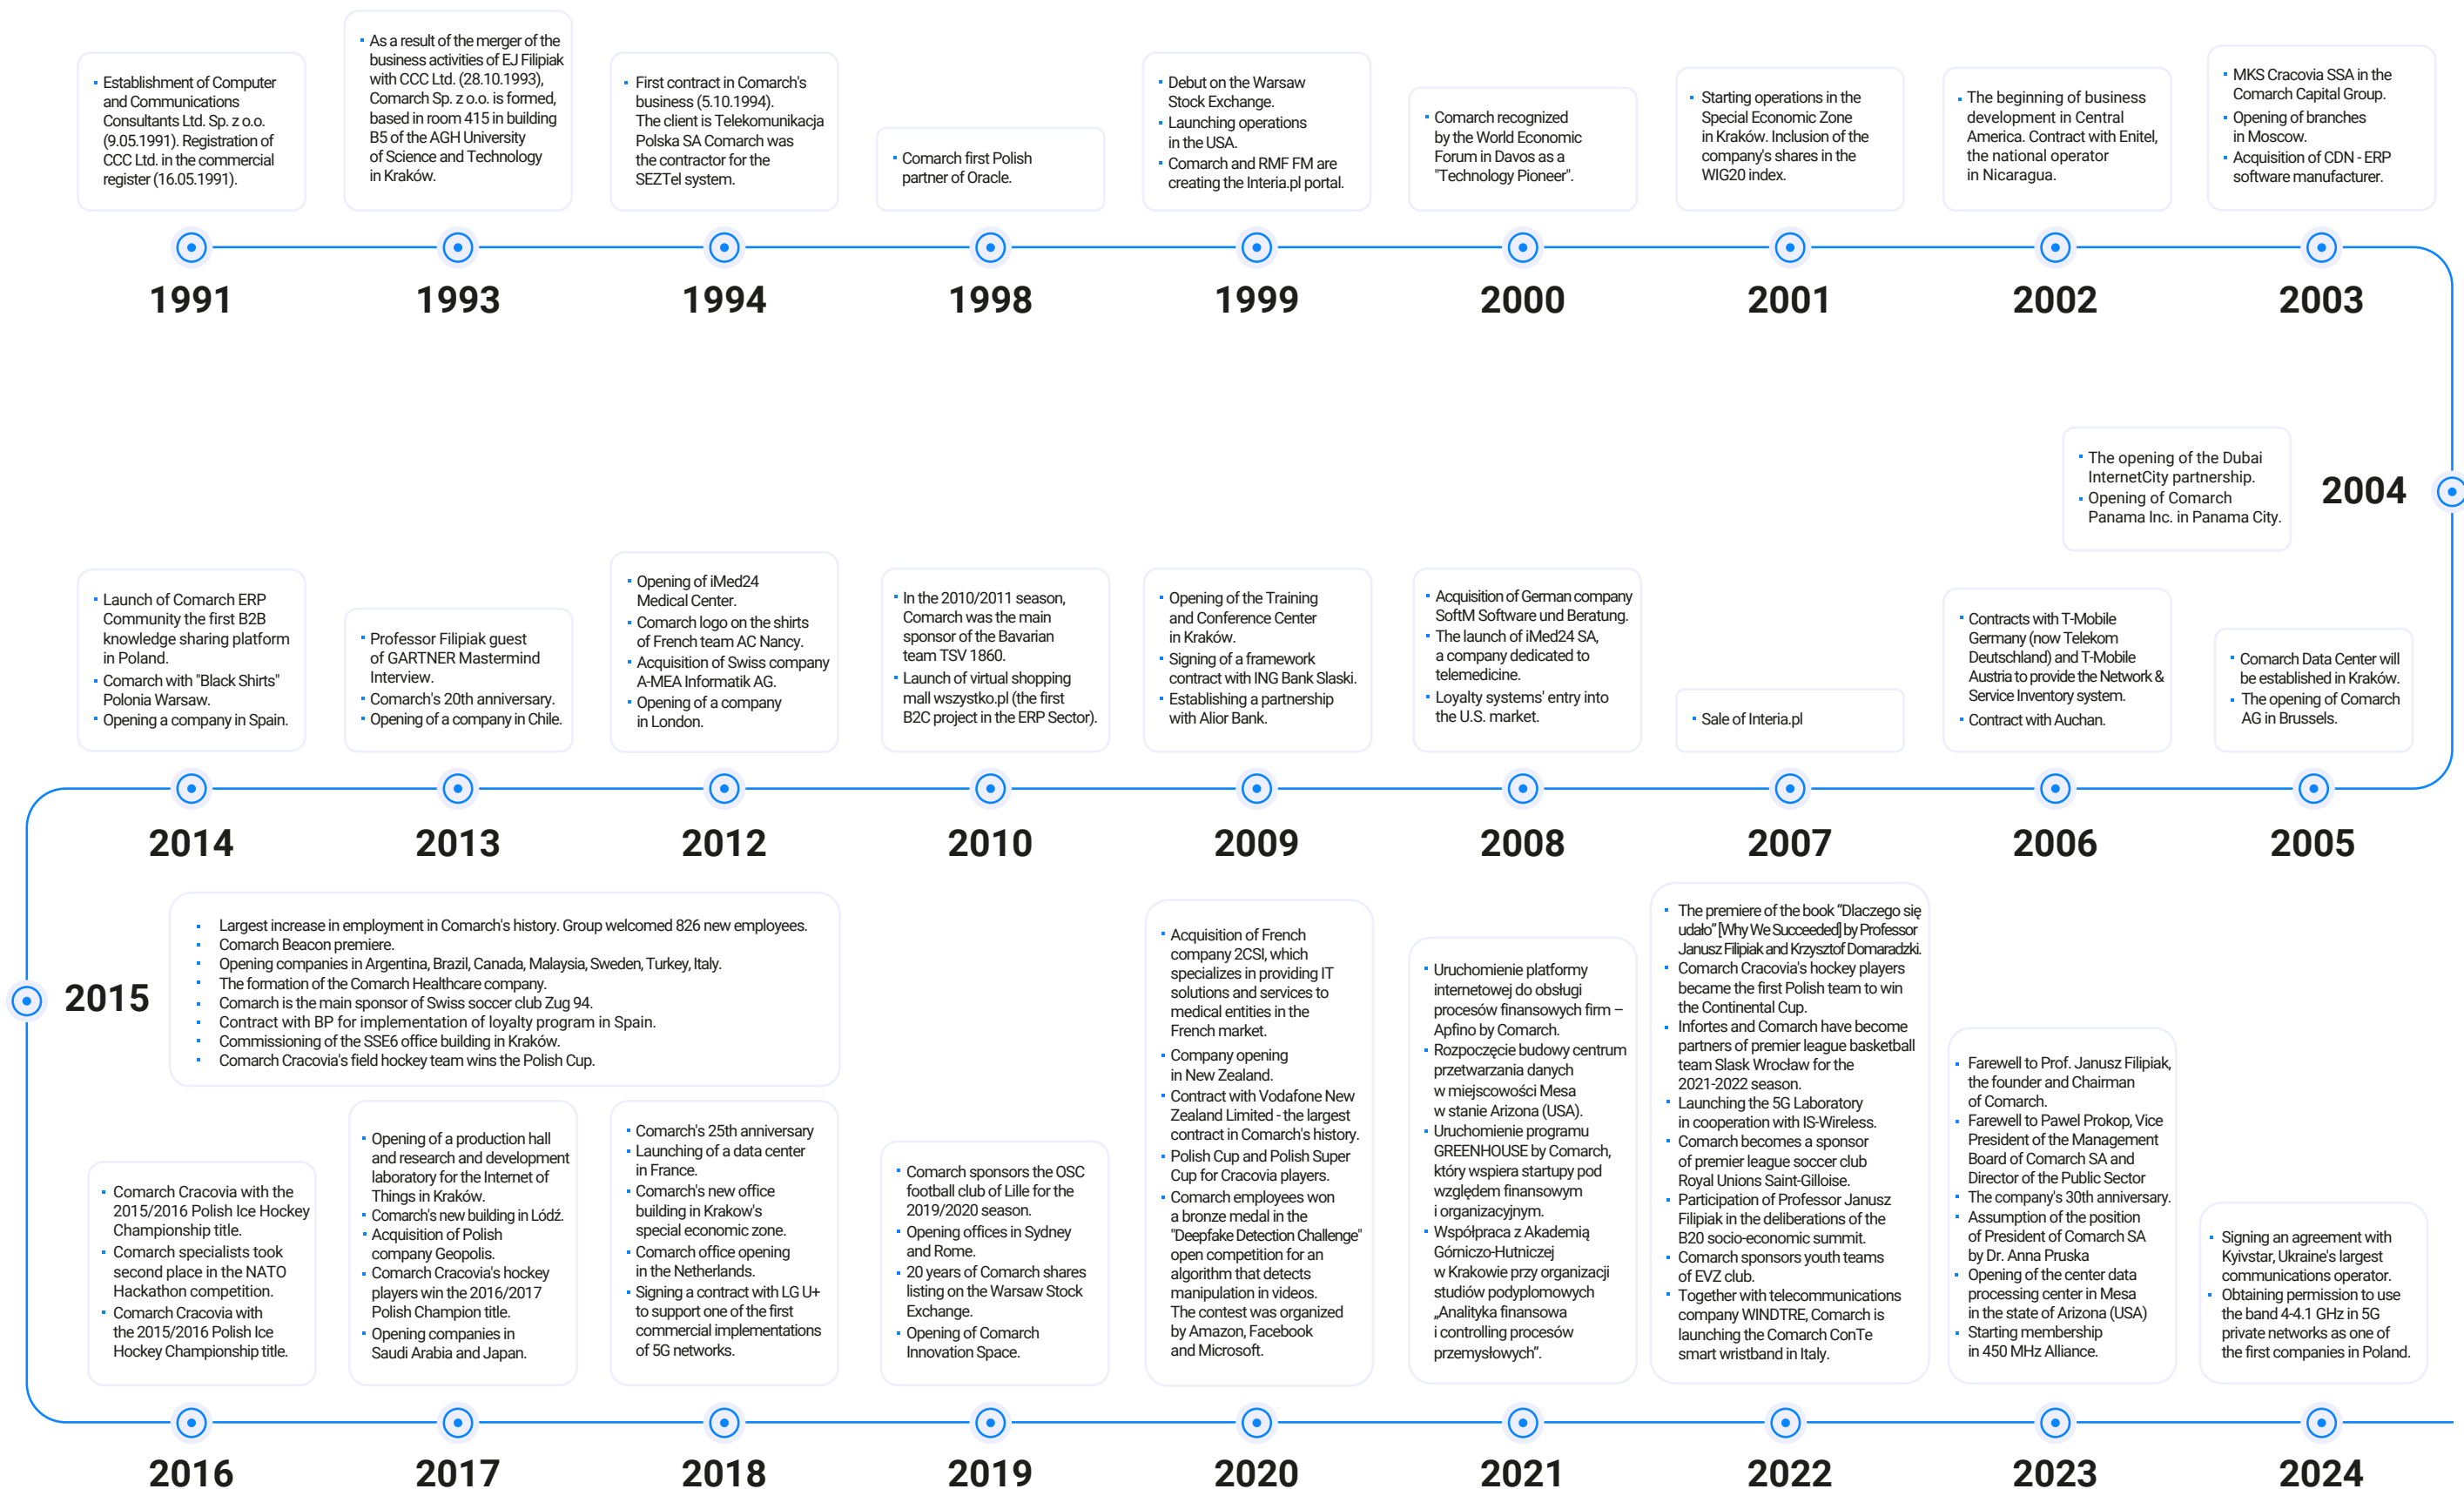 Establishment of Computer
and Communications
Consultants Ltd. Sp. z o.o.
(9.05.1991). Registration of
CCC Ltd. in the commercial
register (16.05.1991).
1991
As a result of the merger of the
business activities of EJ Filipiak
with CCC Ltd. (28.10.1993),
Comarch Sp. z o.o. is formed,
based in room 415 in building
B5 of the AGH University
of Science and Technology
in Kraków.
1993
First contract in Comarch's
business (5.10.1994).
The client is Telekomunikacja
Polska SA Comarch was
the contractor for the
SEZTel system.
1994
Comarch first Polish
partner of Oracle.
1998
Debut on the Warsaw
Stock Exchange.
Launching operations
in the USA.
Comarch and RMF FM are
creating the Interia.pl portal.
1999
Comarch recognized
by the World Economic
Forum in Davos as a
"Technology Pioneer".
2000
Starting operations in the
Special Economic Zone
in Kraków. Inclusion of the
company's shares in the
WIG20 index.
2001
The beginning of business
development in Central
America. Contract with Enitel,
the national operator
in Nicaragua.
2002
MKS Cracovia SSA in the
Comarch Capital Group.
Opening of branches
in Moscow.
Acquisition of CDN - ERP
software manufacturer.
2003
The opening of the Dubai
InternetCity partnership.
Opening of Comarch
Panama Inc. in Panama City.
2004
Comarch Data Center will
be established in Kraków.
The opening of Comarch
AG in Brussels.
2005
Contracts with T-Mobile
Germany (now Telekom
Deutschland) and T-Mobile
Austria to provide the Network &
Service Inventory system.
Contract with Auchan.
2006
Sale of Interia.pl
2007
Acquisition of German company
SoftM Software und Beratung.
The launch of iMed24 SA,
a company dedicated to
telemedicine.
Loyalty systems' entry into
the U.S. market.
2008
Opening of the Training
and Conference Center
in Kraków.
Signing of a framework
contract with ING Bank Slaski.
Establishing a partnership
with Alior Bank.
2009
In the 2010/2011 season,
Comarch was the main
sponsor of the Bavarian
team TSV 1860.
Launch of virtual shopping
mall wszystko.pl (the first
B2C project in the ERP Sector).
2010
Opening of iMed24
Medical Center.
Comarch logo on the shirts
of French team AC Nancy.
Acquisition of Swiss company
A-MEA Informatik AG.
Opening of a company
in London.
2012
Professor Filipiak guest
of GARTNER Mastermind
Interview.
Comarch's 20th anniversary.
Opening of a company in Chile.
2013
Launch of Comarch ERP
Community the first B2B
knowledge sharing platform
in Poland.
Comarch with "Black Shirts"
Polonia Warsaw.
Opening a company in Spain.
2014
2015
Largest increase in employment in Comarch's history. Group welcomed 826 new employees.
Comarch Beacon premiere.
Opening companies in Argentina, Brazil, Canada, Malaysia, Sweden, Turkey, Italy.
The formation of the Comarch Healthcare company.
Comarch is the main sponsor of Swiss soccer club Zug 94.
Contract with BP for implementation of loyalty program in Spain.
Commissioning of the SSE6 office building in Kraków.
Comarch Cracovia's field hockey team wins the Polish Cup.
Comarch Cracovia with the
2015/2016 Polish Ice Hockey
Championship title.
Comarch specialists took
second place in the NATO
Hackathon competition.
Comarch Cracovia with
the 2015/2016 Polish Ice
Hockey Championship title.
2016
Opening of a production hall
and research and development
laboratory for the Internet of
Things in Kraków.
Comarch's new building in Lódź.
Acquisition of Polish
company Geopolis.
Comarch Cracovia's hockey
players win the 2016/2017
Polish Champion title.
Opening companies in
Saudi Arabia and Japan.
2017
Comarch's 25th anniversary
Launching of a data center
in France.
Comarch's new office
building in Krakow's
special economic zone.
Comarch office opening
in the Netherlands.
Signing a contract with LG U+
to support one of the first
commercial implementations
of 5G networks.
2018
Comarch sponsors the OSC
football club of Lille for the
2019/2020 season.
Opening offices in Sydney
and Rome.
20 years of Comarch shares
listing on the Warsaw Stock
Exchange.
Opening of Comarch
Innovation Space.
2019
Acquisition of French
company 2CSI, which
specializes in providing IT
solutions and services to
medical entities in the
French market.
Company opening
in New Zealand.
Contract with Vodafone New
Zealand Limited - the largest
contract in Comarch's history.
Polish Cup and Polish Super
Cup for Cracovia players.
Comarch employees won
a bronze medal in the
"Deepfake Detection Challenge"
open competition for an
algorithm that detects
manipulation in videos.
The contest was organized
by Amazon, Facebook
and Microsoft.
2020
Uruchomienie platformy
internetowej do obsługi
procesów finansowych firm –
Apfino by Comarch.
Rozpoczęcie budowy centrum
przetwarzania danych
w miejscowości Mesa
w stanie Arizona (USA).
Uruchomienie programu
GREENHOUSE by Comarch,
który wspiera startupy pod
względem finansowym
i organizacyjnym.
Współpraca z Akademią
Górniczo-Hutniczej
w Krakowie przy organizacji
studiów podyplomowych
„Analityka finansowa
i controlling procesów
przemysłowych”.
2021
The premiere of the book “Dlaczego się
udało” [Why We Succeeded] by Professor
Janusz Filipiak and Krzysztof Domaradzki.
Comarch Cracovia's hockey players
became the first Polish team to win
the Continental Cup.
Infortes and Comarch have become
partners of premier league basketball
team Slask Wrocław for the
2021-2022 season.
Launching the 5G Laboratory
in cooperation with IS-Wireless.
Comarch becomes a sponsor
of premier league soccer club
Royal Unions Saint-Gilloise.
Participation of Professor Janusz
Filipiak in the deliberations of the
B20 socio-economic summit.
Comarch sponsors youth teams
of EVZ club.
Together with telecommunications
company WINDTRE, Comarch is
launching the Comarch ConTe
smart wristband in Italy.
2022
Farewell to Prof. Janusz Filipiak,
the founder and Chairman
of Comarch.
Farewell to Pawel Prokop, Vice
President of the Management
Board of Comarch SA and
Director of the Public Sector
The company's 30th anniversary.
Assumption of the position
of President of Comarch SA
by Dr. Anna Pruska
Opening of the center data
processing center in Mesa
in the state of Arizona (USA)
Starting membership
in 450 MHz Alliance.
2023
Signing an agreement with
Kyivstar, Ukraine's largest
communications operator.
Obtaining permission to use
the band 4-4.1 GHz in 5G
private networks as one of
the first companies in Poland.
2024